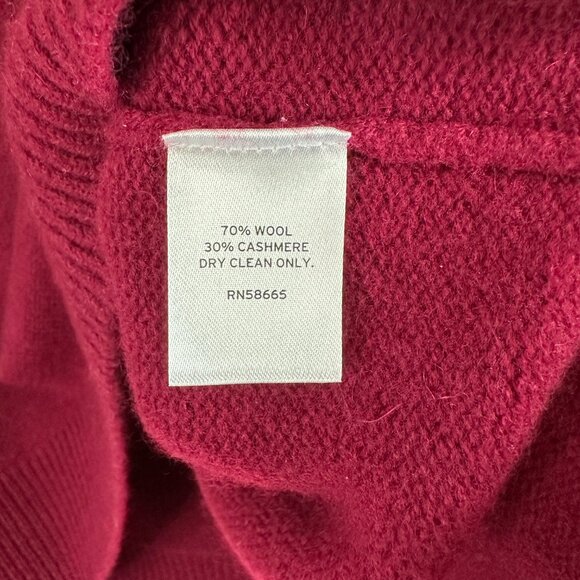 70% WOOL
30% CASHMERE
DRY CLEAN ONLY.
RN58665